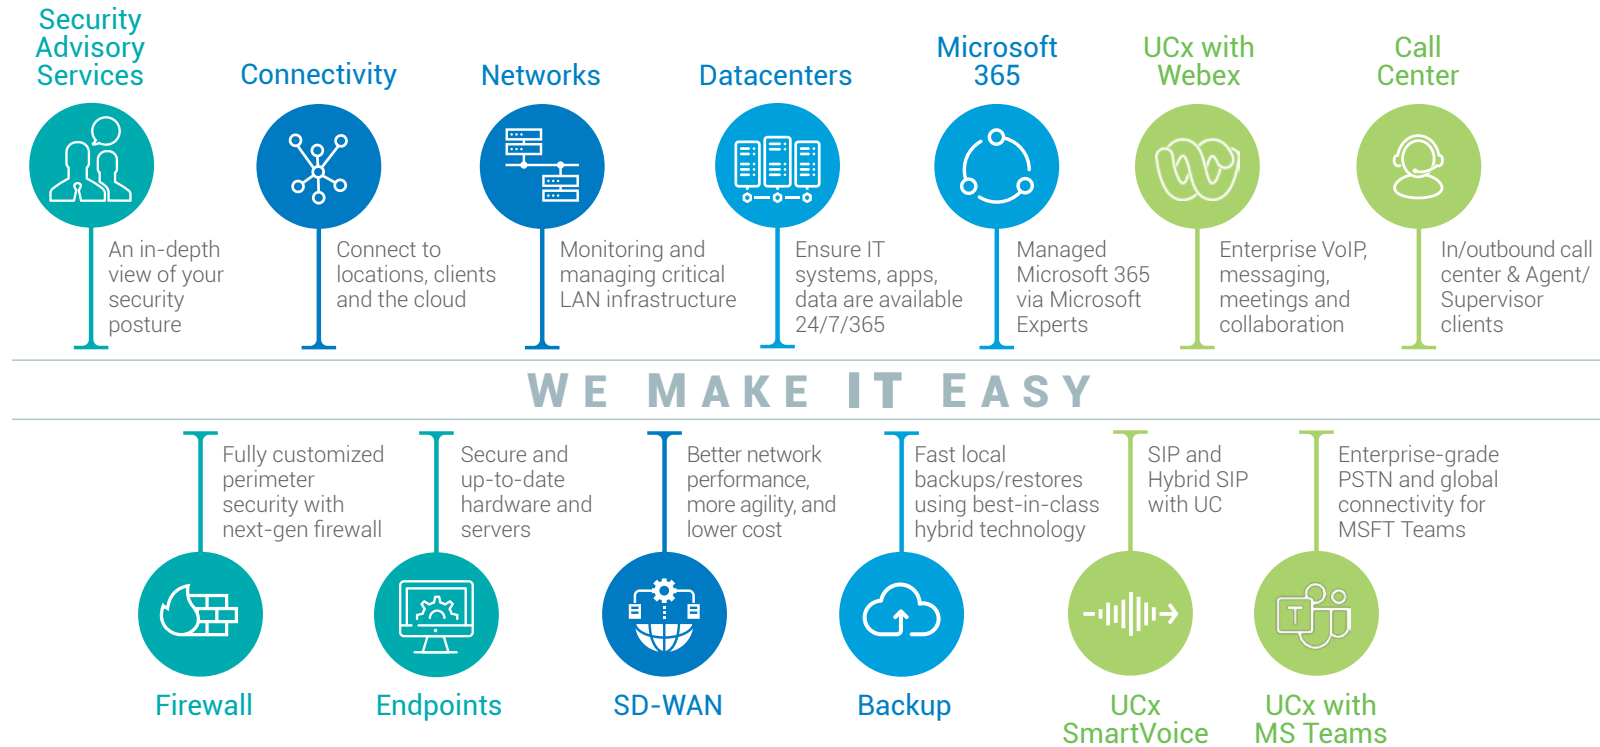 Security
Advisory
Services
Connectivity
Networks
Datacenters
Microsoft
365
UCx with
Webex
Call
Center
An in-depth
view of your
security
posture
Connect to
locations, clients
and the cloud
Monitoring and
managing critical
LAN infrastructure
Ensure IT
systems, apps,
data are available
24/7/365
Managed
Microsoft 365
via Microsoft
Experts
Enterprise VoIP,
messaging,
meetings and
collaboration
In/outbound call
center & Agent/
Supervisor
clients
WE MAKE IT EASY
Fully customized
perimeter
security with
next-gen firewall
Secure and
up-to-date
hardware and
servers
Better network
performance,
more agility, and
lower cost
Fast local
backups/restores
using best-in-class
hybrid technology
SIP and
Hybrid SIP
with UC
Enterprise-grade
PSTN and global
connectivity for
MSFT Teams
T
Firewall
Endpoints
SD-WAN
Backup
UCx
SmartVoice
UCx with
MS Teams